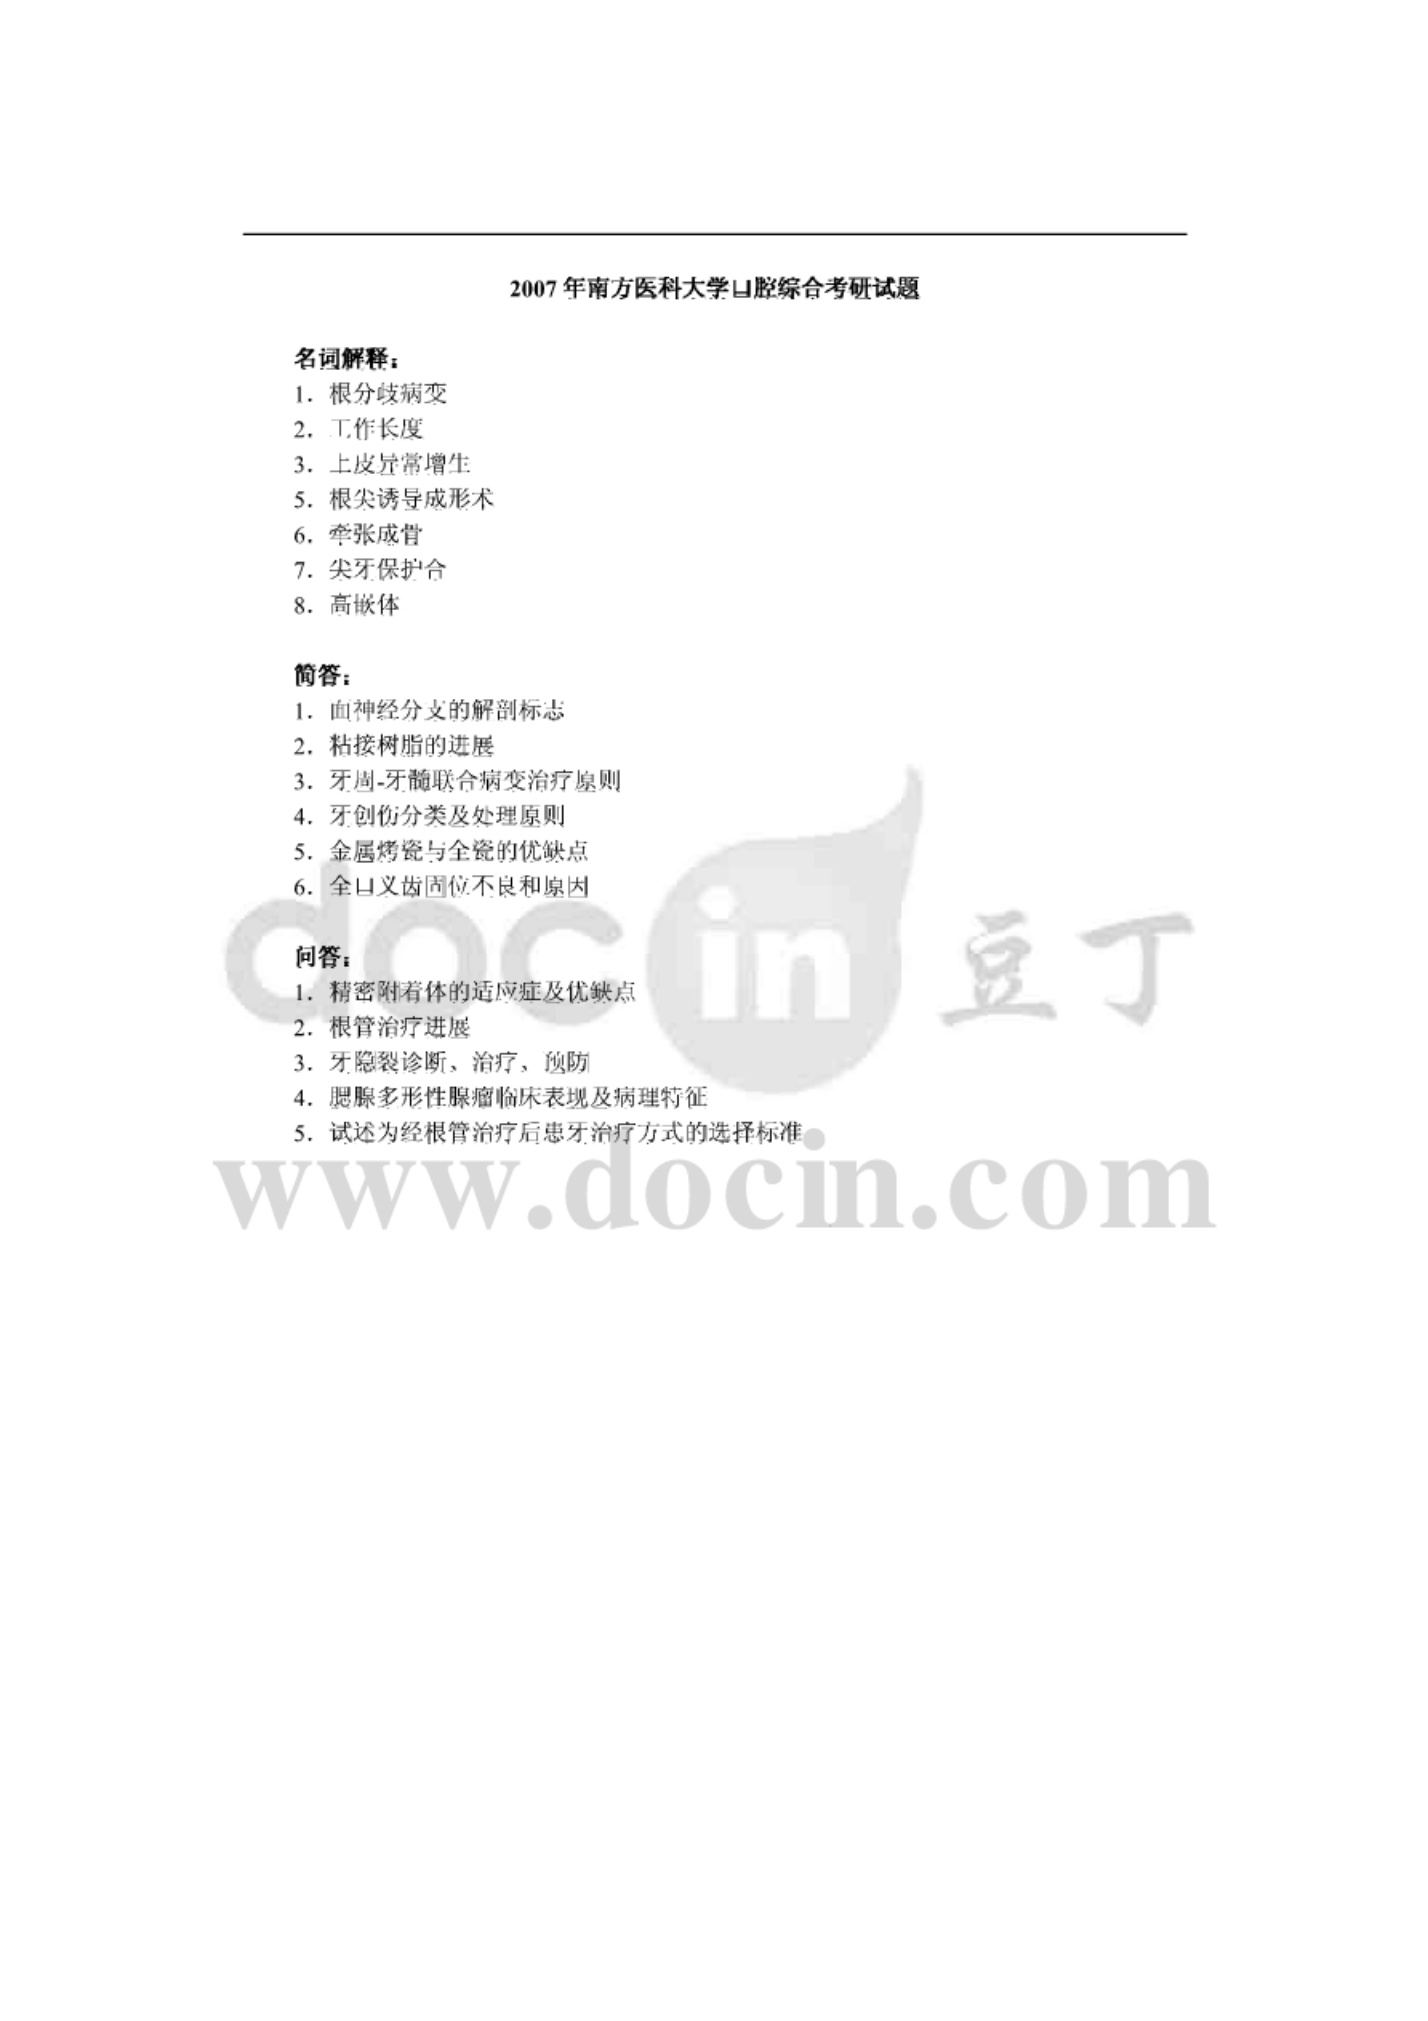 2007 年南方医科大学口腔综合考研试题
名词解释：
1．根分歧病变
2．工作长度
3．上皮异常增生
5．根尖诱导成形术
6．牵张成骨
7．尖牙保护合
8．高嵌体
简答：
1．面神经分支的解剖标志
2．粘接树脂的进展
3．牙周-牙髓联合病变治疗原则
4．牙创伤分类及处理原则
5．金属烤瓷与全瓷的优缺点
6．全口义齿固位不良和原因
问答：
1．精密附着体的适应症及优缺点
2．根管治疗进展
3．牙隐裂诊断、治疗，预防
4．腮腺多形性腺瘤临床表现及病理特征
5．试述为经根管治疗后患牙治疗方式的选择标准
docin 豆丁
www.docin.com